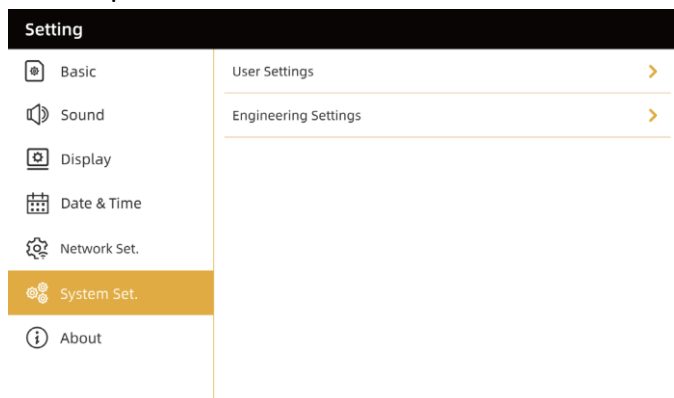 Setting
Basic
Sound
Display
Date & Time
Network Set.
System Set.
About
User Settings
Engineering Settings